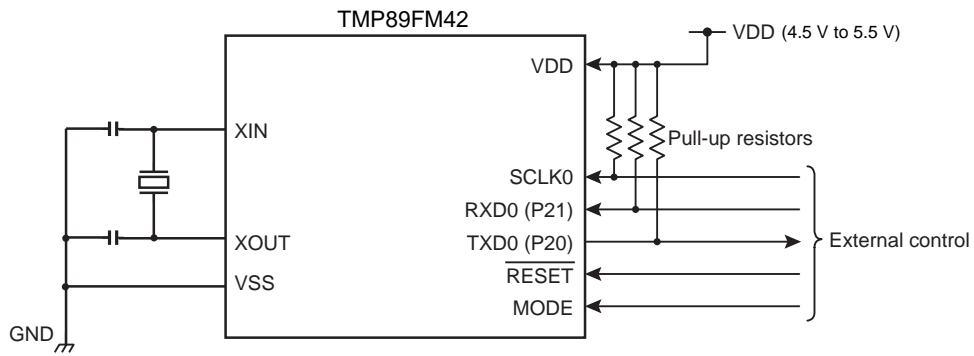 TMP89FM42
VDD (4.5 V to 5.5 V)
VDD
XIN
Pull-up resistors
SCLK0
RXD0 (P21)
XOUT
TXD0 (P20)
External control
VSS
RESET
MODE
GND